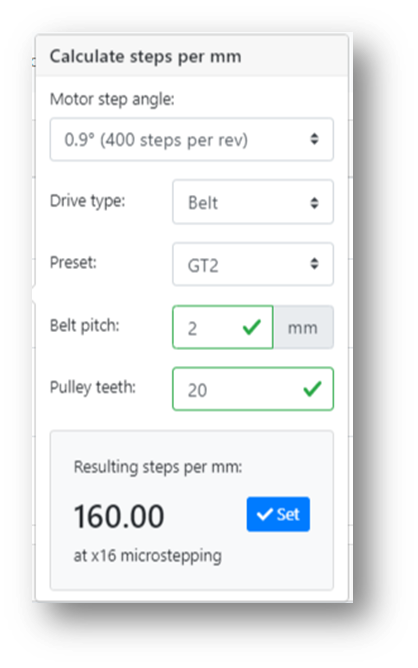 Calculate steps per mm
Motor step angle:
0.9° (400 steps per rev)
Drive type: Belt
Preset: GT2
Belt pitch: 2 mm
Pulley teeth: 20
Resulting steps per mm:
160.00 Set
at x16 microstepping